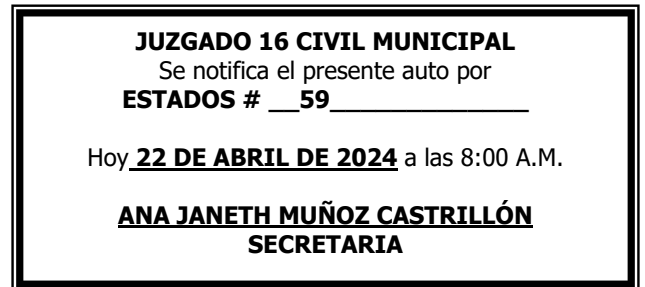 JUZGADO 16 CIVIL MUNICIPAL
Se notifica el presente auto por
ESTADOS # __59______________
Hoy 22 DE ABRIL DE 2024 a las 8:00 A.M.
ANA JANETH MUÑOZ CASTRILLÓN
SECRETARIA